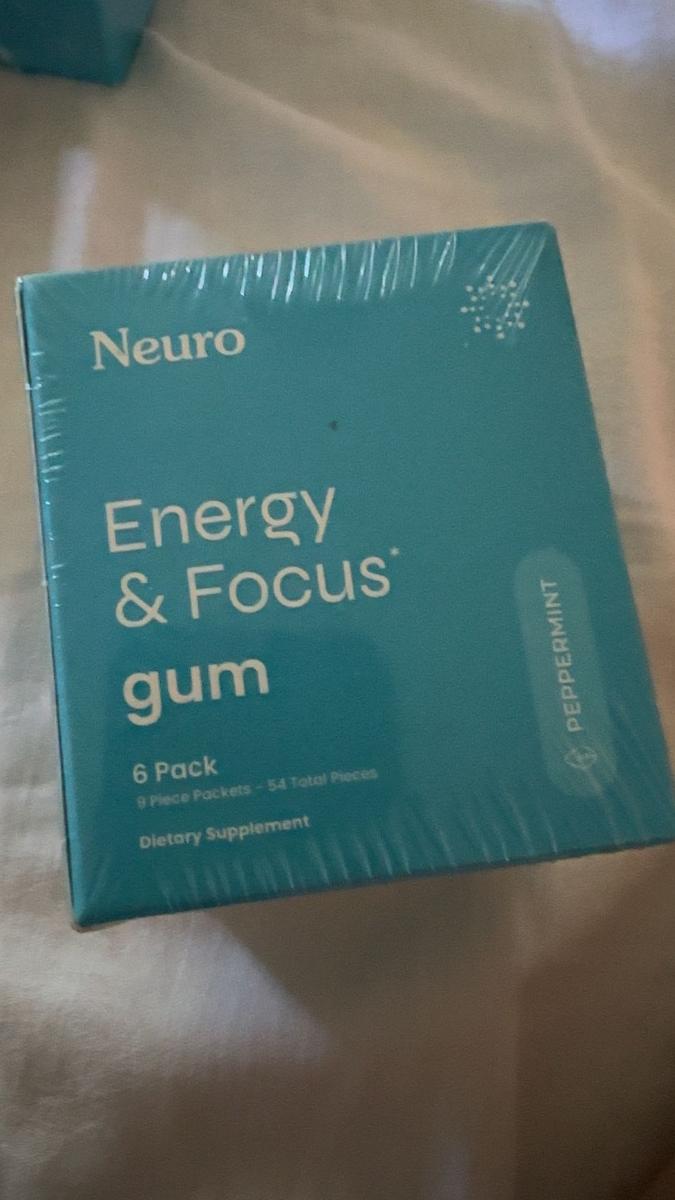 Neuro
Energy
& Focus*
gum
6 Pack
9 Piece Packets - 54 Total Pieces
Dietary Supplement
PEPPERMINT